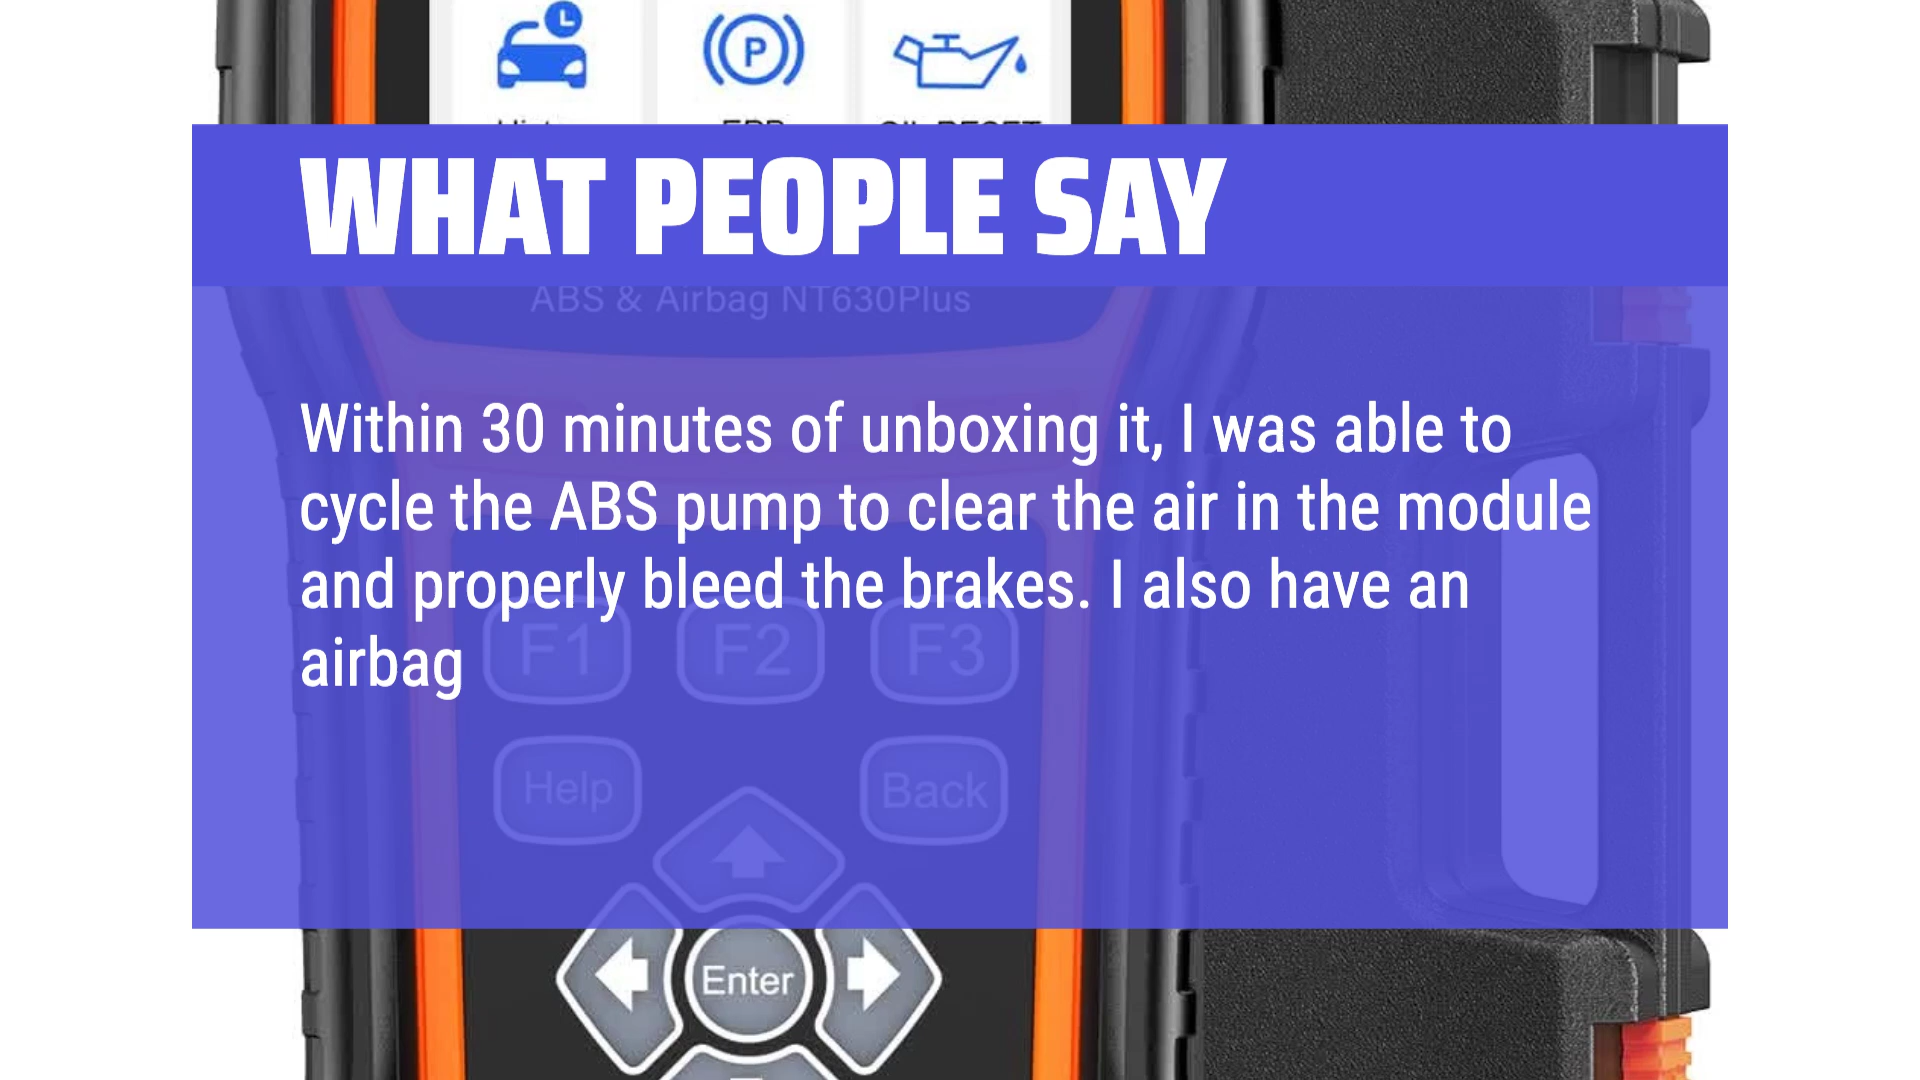 P
WHAT PEOPLE SAY
ABS & Airbag NT630Plus
Within 30 minutes of unboxing it, I was able to
cycle the ABS pump to clear the air in the module
and properly bleed the brakes. I also have an
airbag
F1 F2 F3
Help Back
Enter